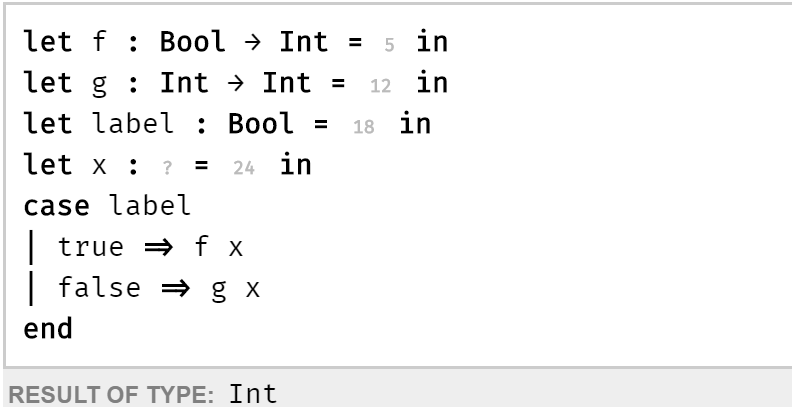 let f : Bool → Int = 5 in
let g : Int → Int = 12 in
let label : Bool = 18 in
let x : ? = 24 in
case label
| true ⇒ f x
| false ⇒ g x
end
RESULT OF TYPE: Int